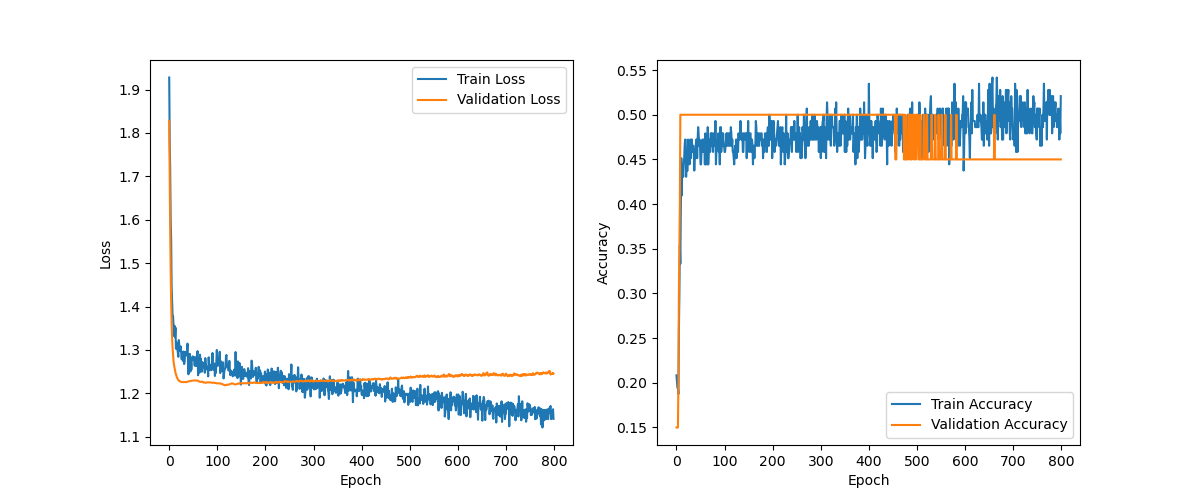 Train Loss
Validation Loss
1.9
1.8
1.7
1.6
1.5
1.4
1.3
1.2
1.1
Loss
0 100 200 300 400 500 600 700 800
Epoch
0.55
0.50
0.45
0.40
0.35
0.30
0.25
0.20
0.15
Accuracy
Train Accuracy
Validation Accuracy
0 100 200 300 400 500 600 700 800
Epoch